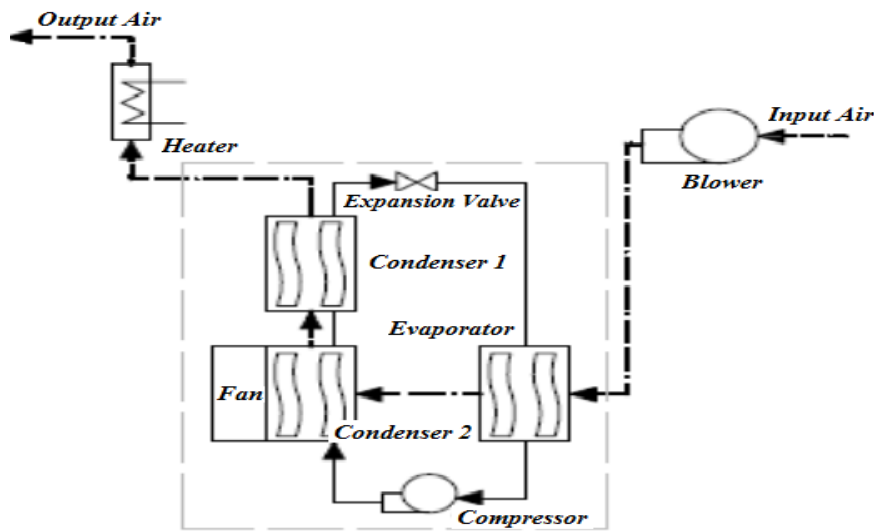 Output Air
Input Air
Heater
Blower
Expansion Valve
Condenser 1
Evaporator
Fan
Condenser 2
Compressor